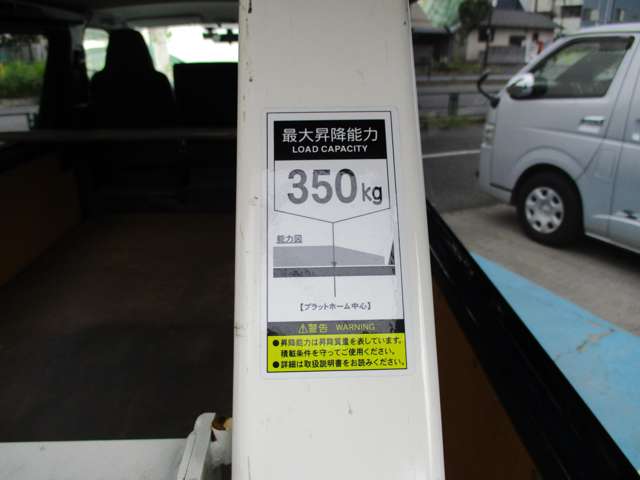 最大昇降能力
LOAD CAPACITY
350kg
能力図
【プラットホーム中心】
⚠警告 WARNING
●昇降能力は昇降質量を表しています。
積載条件を守ってご使用ください。
●詳細は取扱説明書をお読みください。